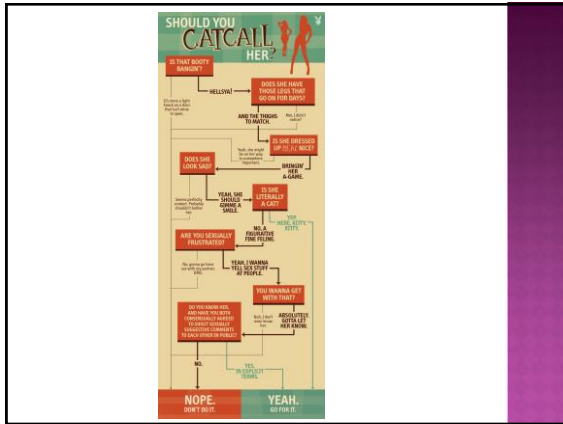 SHOULD YOU
CATCALL
HER?
IS THAT BOOTY
BANGIN'?
HELLSYA!
DOES SHE HAVE
THOSE LEGS THAT
GO ON FOR DAYS?
AND THE THIGHS
TO MATCH.
IS SHE DRESSED
UP NICE?
BRINGIN'
HER
A-GAME.
DOES SHE
LOOK SAD?
YEAH, SHE
SHOULD
GIMME A
SMILE.
IS SHE
LITERALLY
A CAT?
YUP.
HERE, KITTY,
KITTY.
NO, A
FIGURATIVE
FINE FELINE.
ARE YOU SEXUALLY
FRUSTRATED?
YEAH, I WANNA
YELL SEX STUFF
AT PEOPLE.
YOU WANNA GET
WITH THAT?
ABSOLUTELY.
GOTTA LET
HER KNOW.
DO YOU KNOW HER,
AND HAVE YOU BOTH
CONSENSUALLY AGREED
TO SHOUT SEXUALLY
SUGGESTIVE COMMENTS
TO EACH OTHER IN PUBLIC?
NO.
YES,
IN EXPLICIT
TERMS.
NOPE.
DON'T DO IT.
YEAH.
GO FOR IT.